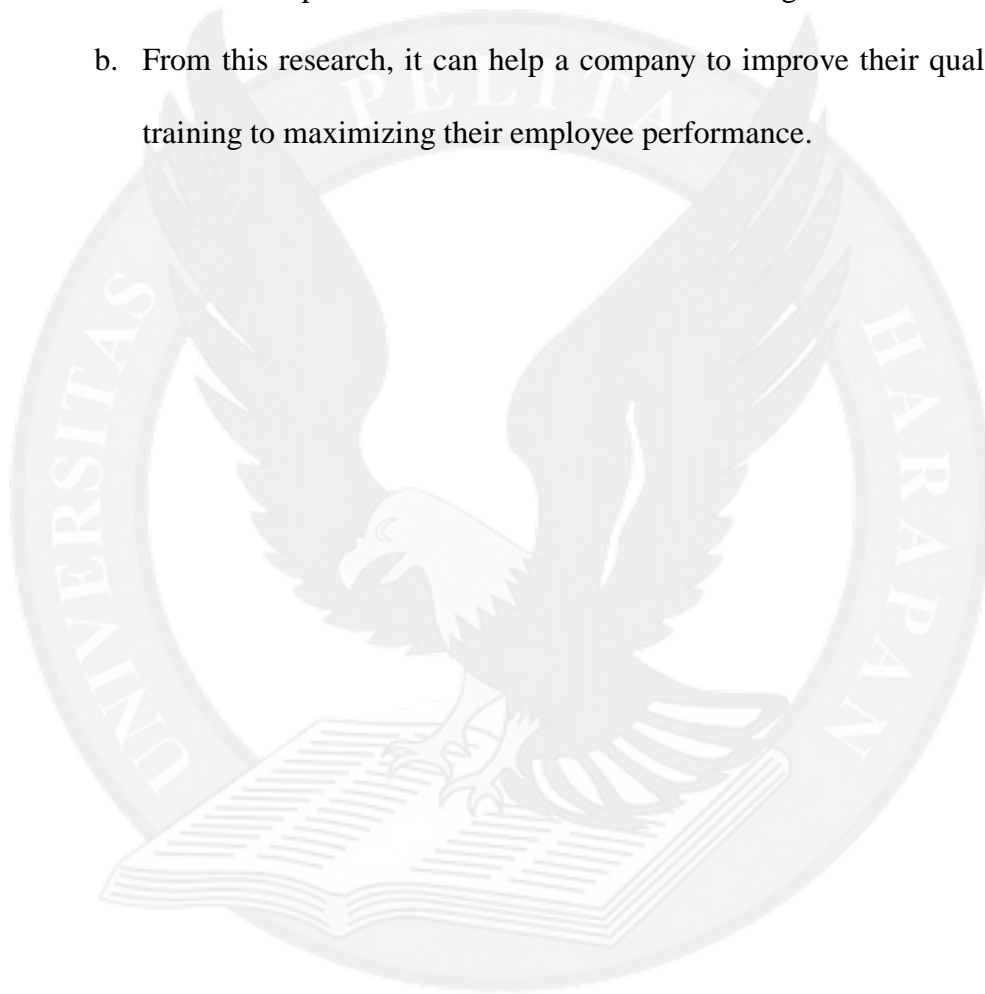 b. From this research, it can help a company to improve their qual
training to maximizing their employee performance.
UNIVERSITAS PELITA HARAPAN